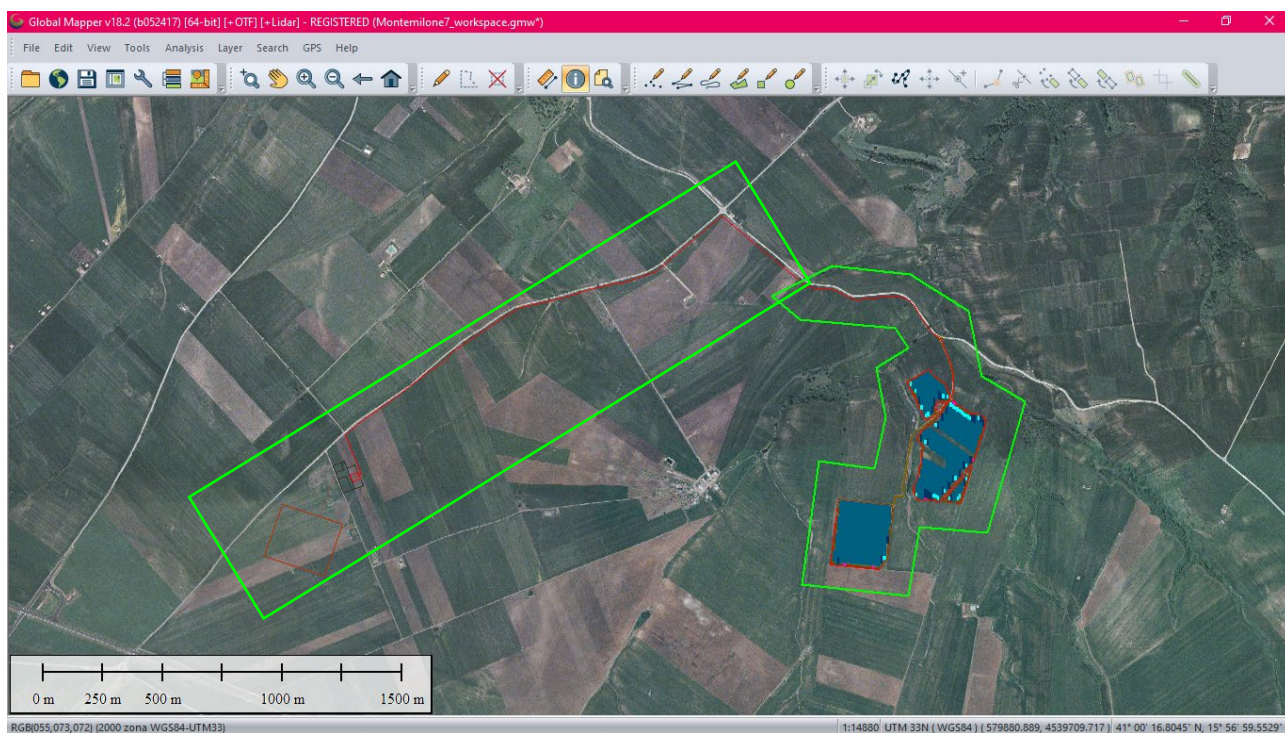 Global Mapper v18.2 (b052417) [64-bit] [+OTF] [+Lidar] - REGISTERED (Montemilone7_workspace.gmw*)
File Edit View Tools Analysis Layer Search GPS Help
0 m 250 m 500 m 1000 m 1500 m
RGB(055,073,072) (2000 zona WGS84-UTM33) 1:14880 UTM 33N ( WGS84 ) ( 579880.889, 4539709.717 ) 41° 00' 16.8045" N, 15° 56' 59.5529"